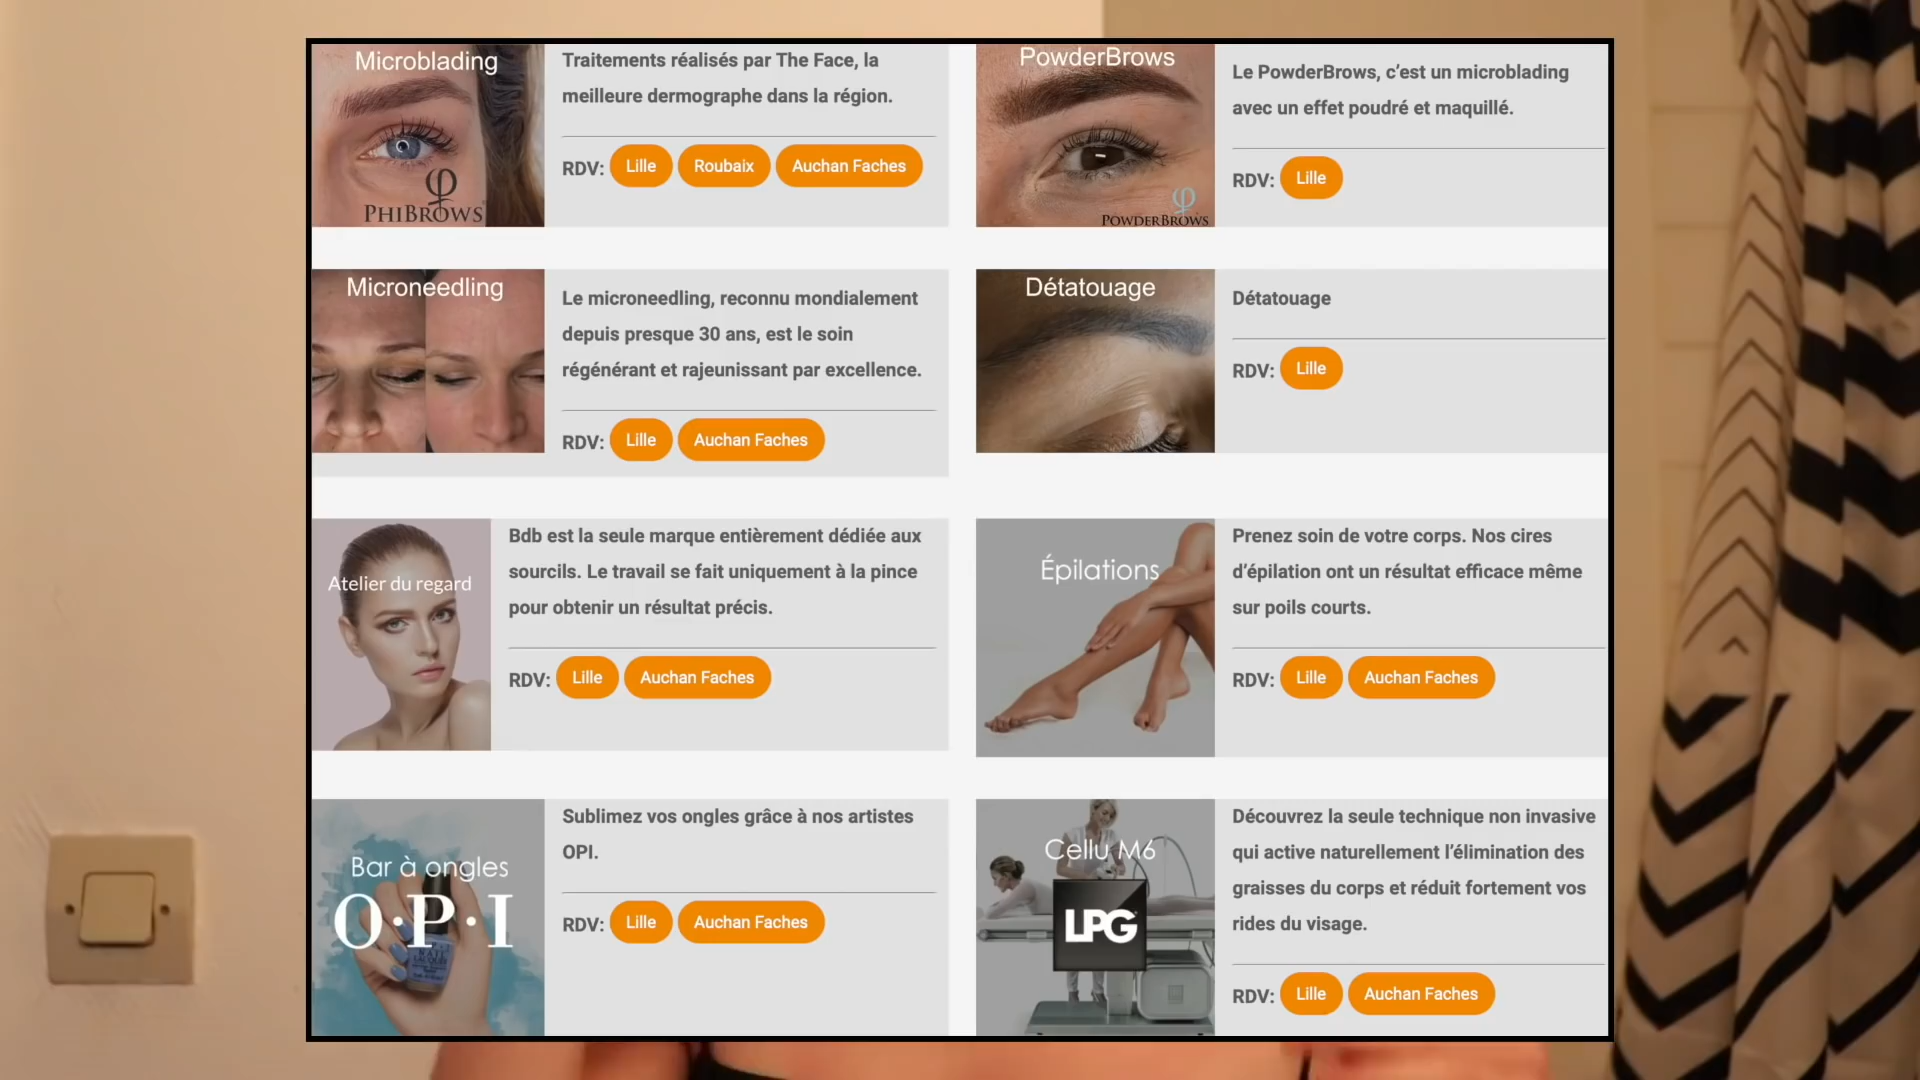 Microblading
PHIBROWS
Traitements réalisés par The Face, la
meilleure dermographe dans la région.
RDV: Lille Roubaix Auchan Faches
PowderBrows
POWDERBROWS
Le PowderBrows, c’est un microblading
avec un effet poudré et maquillé.
RDV: Lille
Microneedling
Le microneedling, reconnu mondialement
depuis presque 30 ans, est le soin
régénérant et rajeunissant par excellence.
RDV: Lille Auchan Faches
Détatouage
Détatouage
RDV: Lille
Atelier du regard
Bdb est la seule marque entièrement dédiée aux
sourcils. Le travail se fait uniquement à la pince
pour obtenir un résultat précis.
RDV: Lille Auchan Faches
Épilations
Prenez soin de votre corps. Nos cires
d’épilation ont un résultat efficace même
sur poils courts.
RDV: Lille Auchan Faches
Bar à ongles
O·P·I
NAIL
LACQUER
Sublimez vos ongles grâce à nos artistes
OPI.
RDV: Lille Auchan Faches
Cellu M6
LPG
Découvrez la seule technique non invasive
qui active naturellement l’élimination des
graisses du corps et réduit fortement vos
rides du visage.
RDV: Lille Auchan Faches